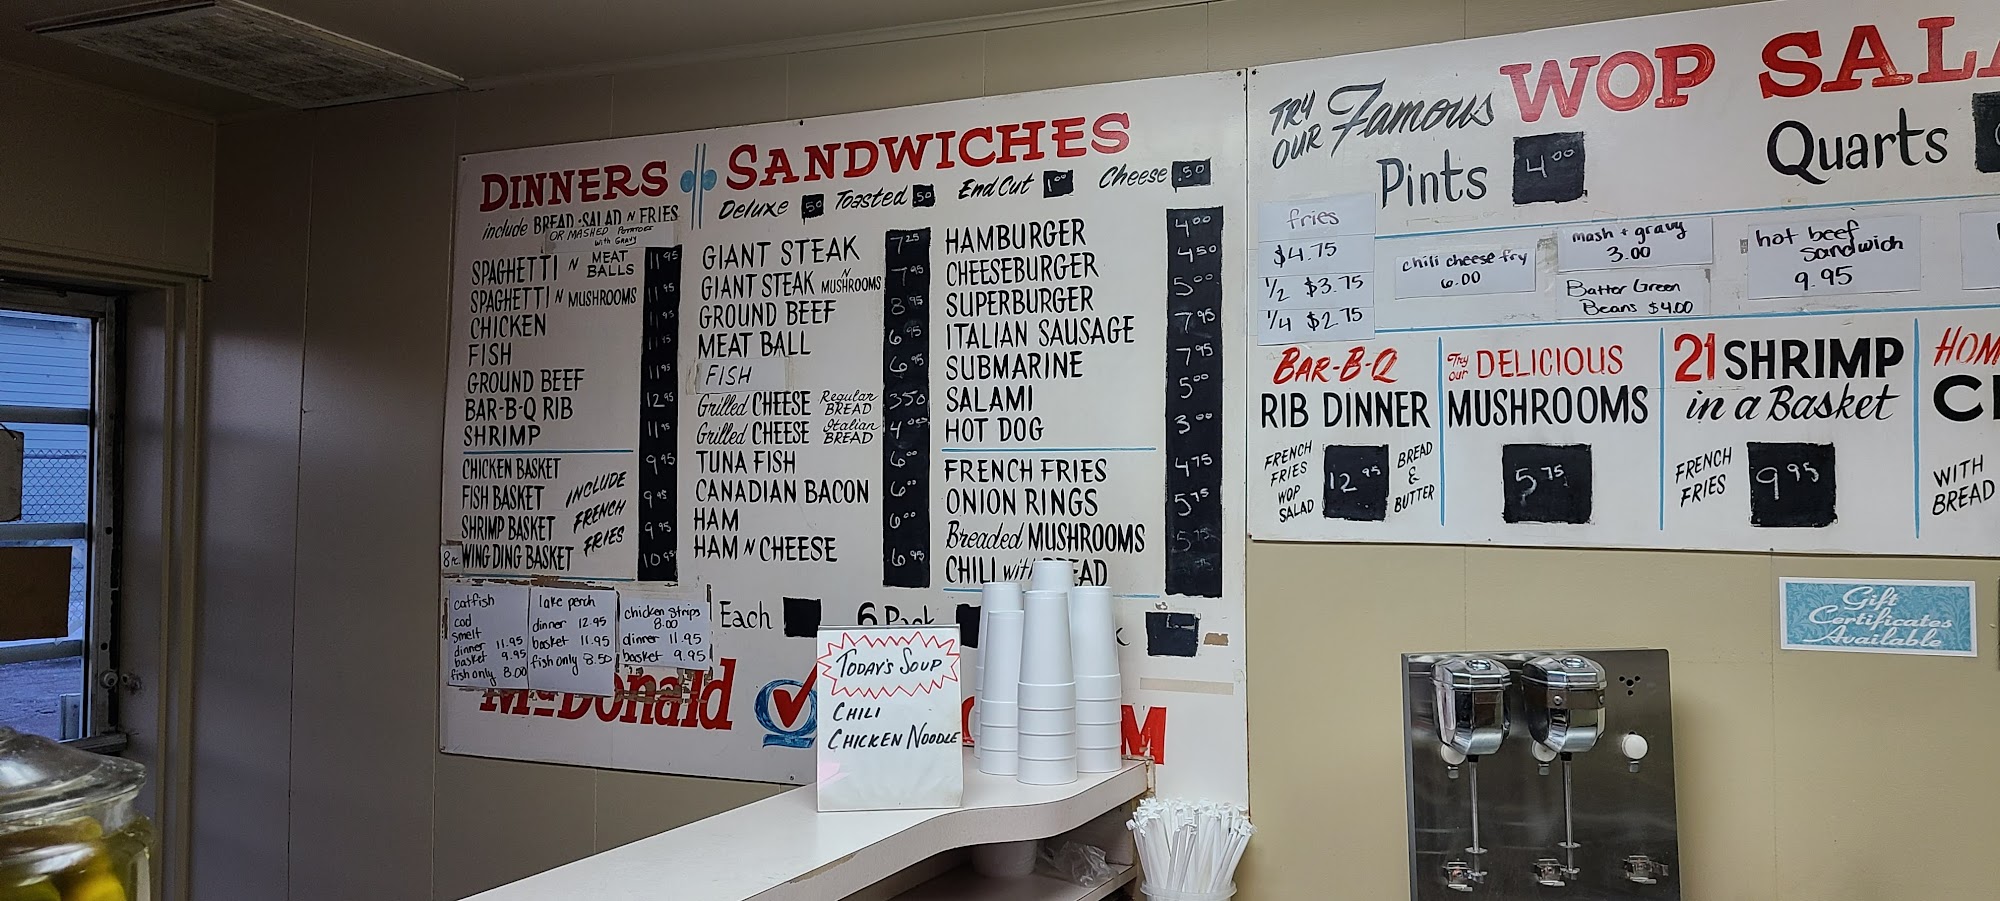 DINNERS
include BREAD-SALAD N FRIES
OR MASHED POTATOES
with GRAVY
SPAGHETTI N MEAT BALLS 11 95
SPAGHETTI N MUSHROOMS 11 95
CHICKEN 11 95
FISH 11 95
GROUND BEEF 11 95
BAR-B-Q RIB 12 95
SHRIMP 11 95
CHICKEN BASKET 9 95
FISH BASKET 9 95
SHRIMP BASKET 9 95
8 pc. WING DING BASKET 10 95
INCLUDE
FRENCH
FRIES
catfish
cod
smelt
dinner 11.95
basket 9.95
fish only 8.00
lake perch
dinner 12.95
basket 11.95
fish only 8.50
chicken strips
8.00
dinner 11.95
basket 9.95
SANDWICHES
Deluxe .50 Toasted .50 End Cut 1 00 Cheese .50
GIANT STEAK 7 25
GIANT STEAK N MUSHROOMS 7 95
GROUND BEEF 8 95
MEAT BALL 6 95
FISH 6 95
Grilled CHEESE Regular BREAD 3 50
Grilled CHEESE Italian BREAD 4 00
TUNA FISH 6 00
CANADIAN BACON 6 00
HAM 6 00
HAM N CHEESE 6 95
HAMBURGER 4 00
CHEESEBURGER 4 50
SUPERBURGER 5 00
ITALIAN SAUSAGE 7 95
SUBMARINE 7 95
SALAMI 5 00
HOT DOG 3 00
FRENCH FRIES 4 75
ONION RINGS 5 75
Breaded MUSHROOMS 5 75
CHILI with
Each 6 Pack
McDonald Q M
TODAY'S SOUP
CHILI
CHICKEN NOODLE
TRY
OUR Famous WOP
Pints 4 00 Quarts
fries
$4.75
1/2 $3.75
1/4 $2.75
chili cheese fry
6.00
mash + gravy
3.00
Batter Green
Beans $4.00
hot beef
sandwich
9.95
BAR-B-Q
RIB DINNER
FRENCH
FRIES
WOP
SALAD
12 95
BREAD
&
BUTTER
Try
our DELICIOUS
MUSHROOMS
5 75
21 SHRIMP
in a Basket
FRENCH
FRIES
9 95
WITH
BREAD
Gift
Certificates
Available